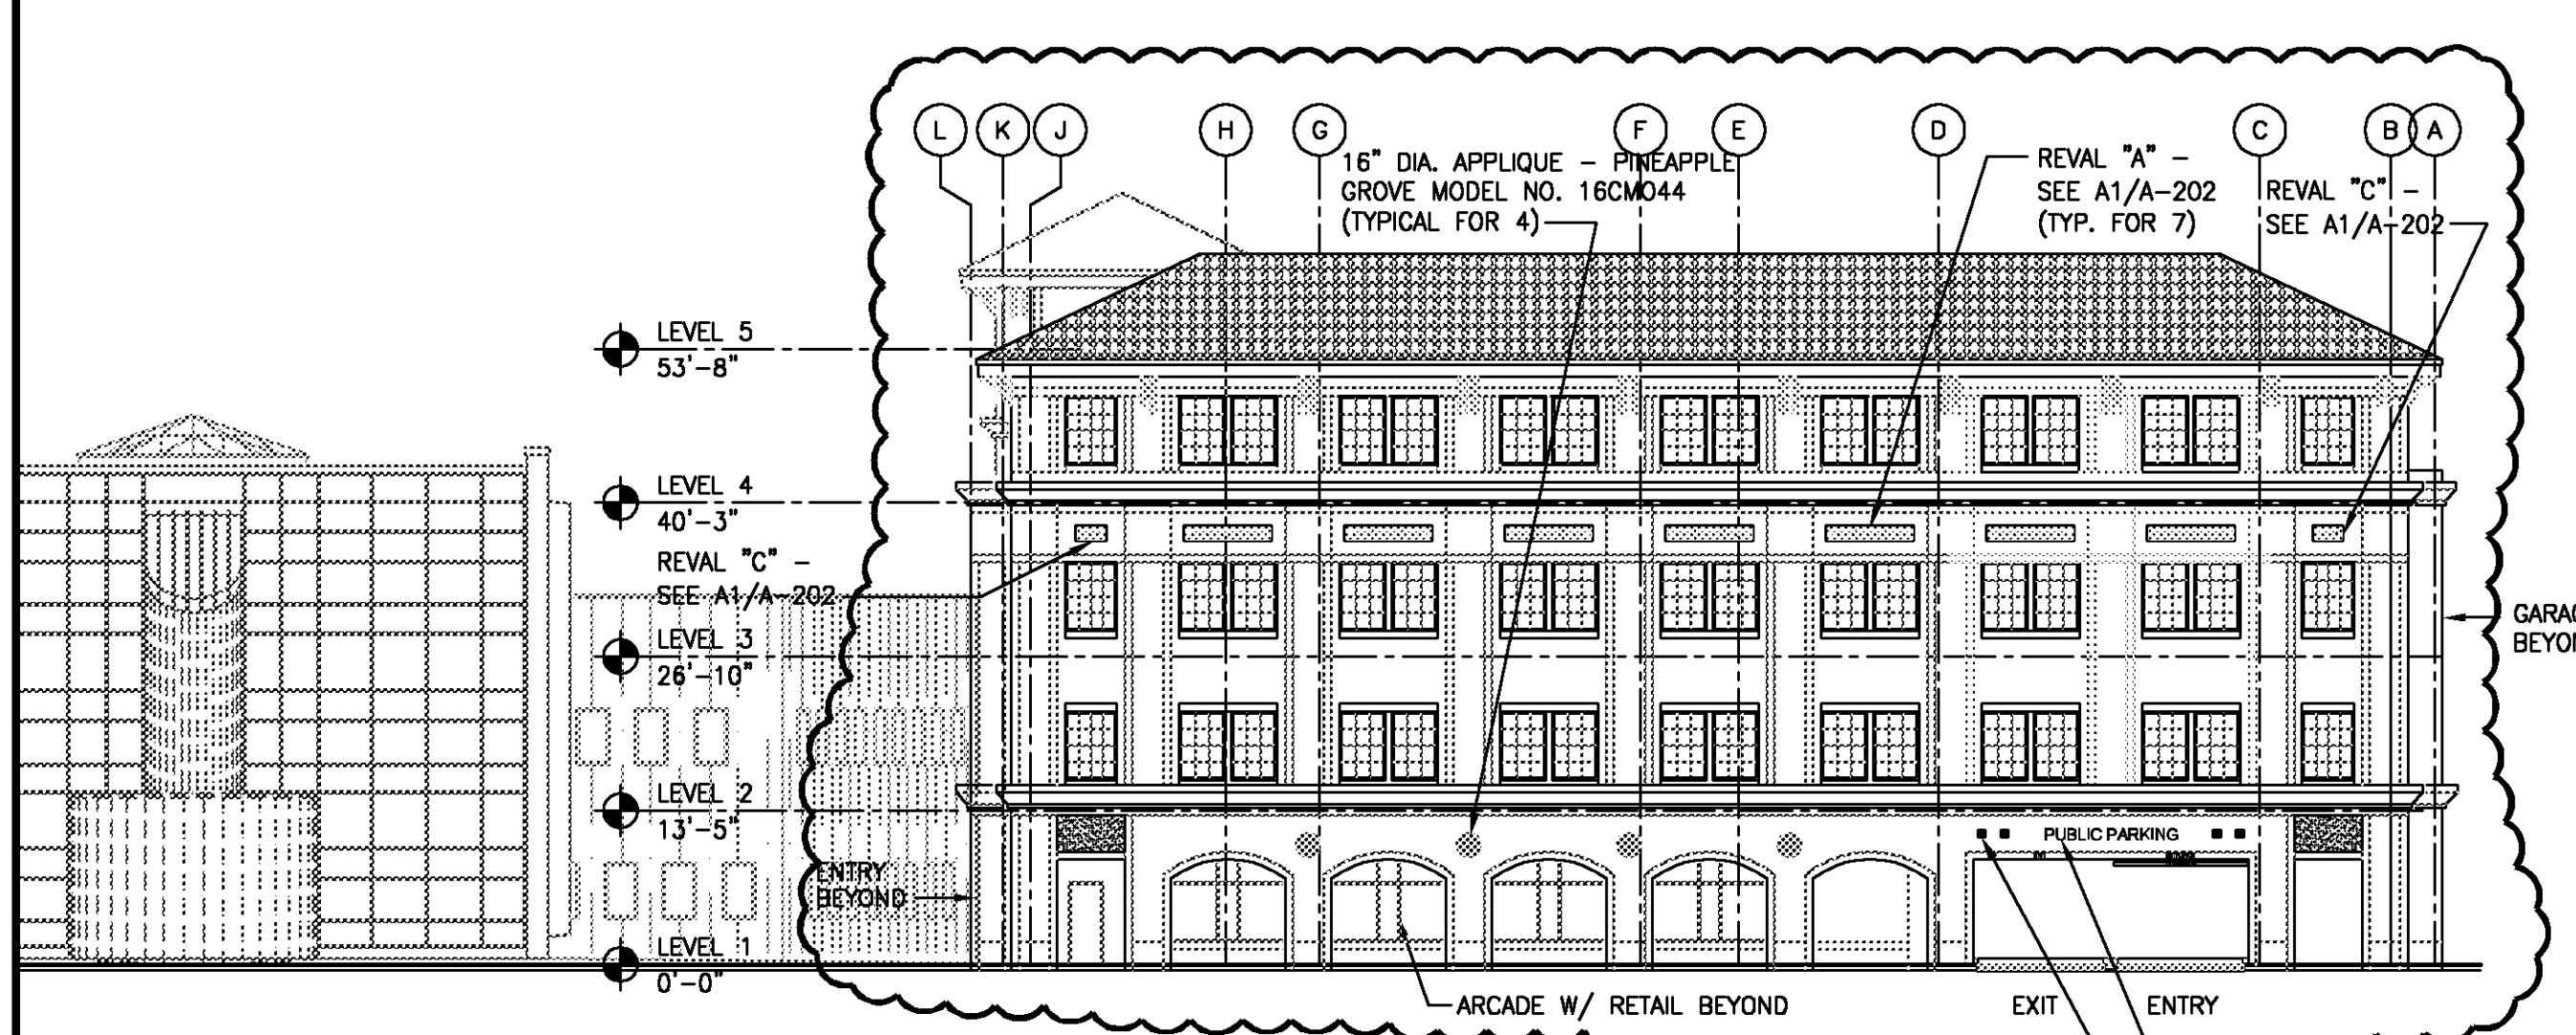 L K J H G F E D C B A
16" DIA. APPLIQUE - PINEAPPLE
GROVE MODEL NO. 16CM044
(TYPICAL FOR 4)
REVAL "A" -
SEE A1/A-202
(TYP. FOR 7)
REVAL "C" -
SEE A1/A-202
LEVEL 5
53'-8"
LEVEL 4
40'-3"
REVAL "C" -
SEE A1/A-202
LEVEL 3
26'-10"
LEVEL 2
13'-5"
ENTRY
BEYOND
LEVEL 1
0'-0"
GARAG
BEYON
PUBLIC PARKING
ARCADE W/ RETAIL BEYOND
EXIT
ENTRY